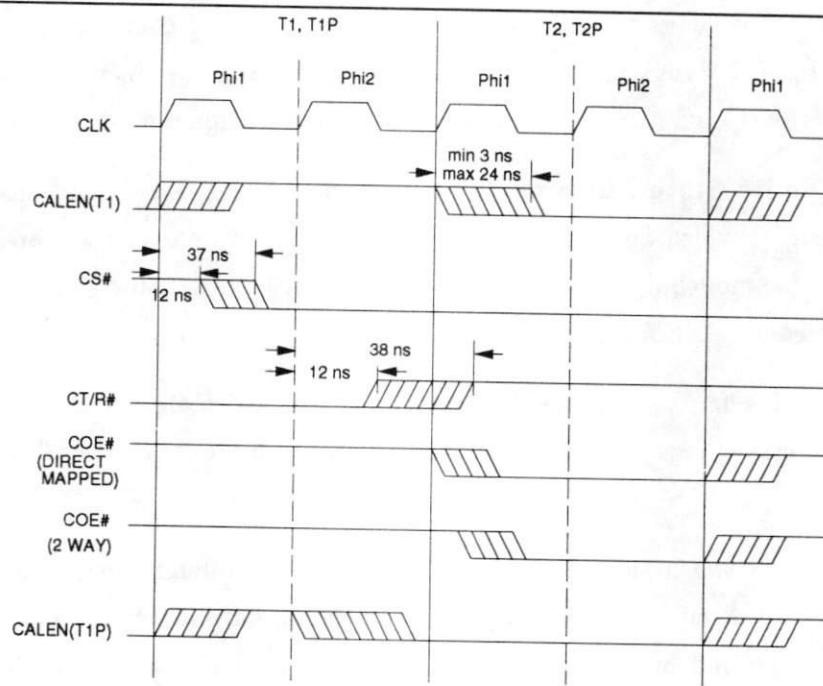 T1, T1P T2, T2P
Phi1 Phi2 Phi1 Phi2 Phi1
CLK
min 3 ns
max 24 ns
CALEN(T1)
37 ns
CS#
12 ns
38 ns
12 ns
CT/R#
COE#
(DIRECT
MAPPED)
COE#
(2 WAY)
CALEN(T1P)